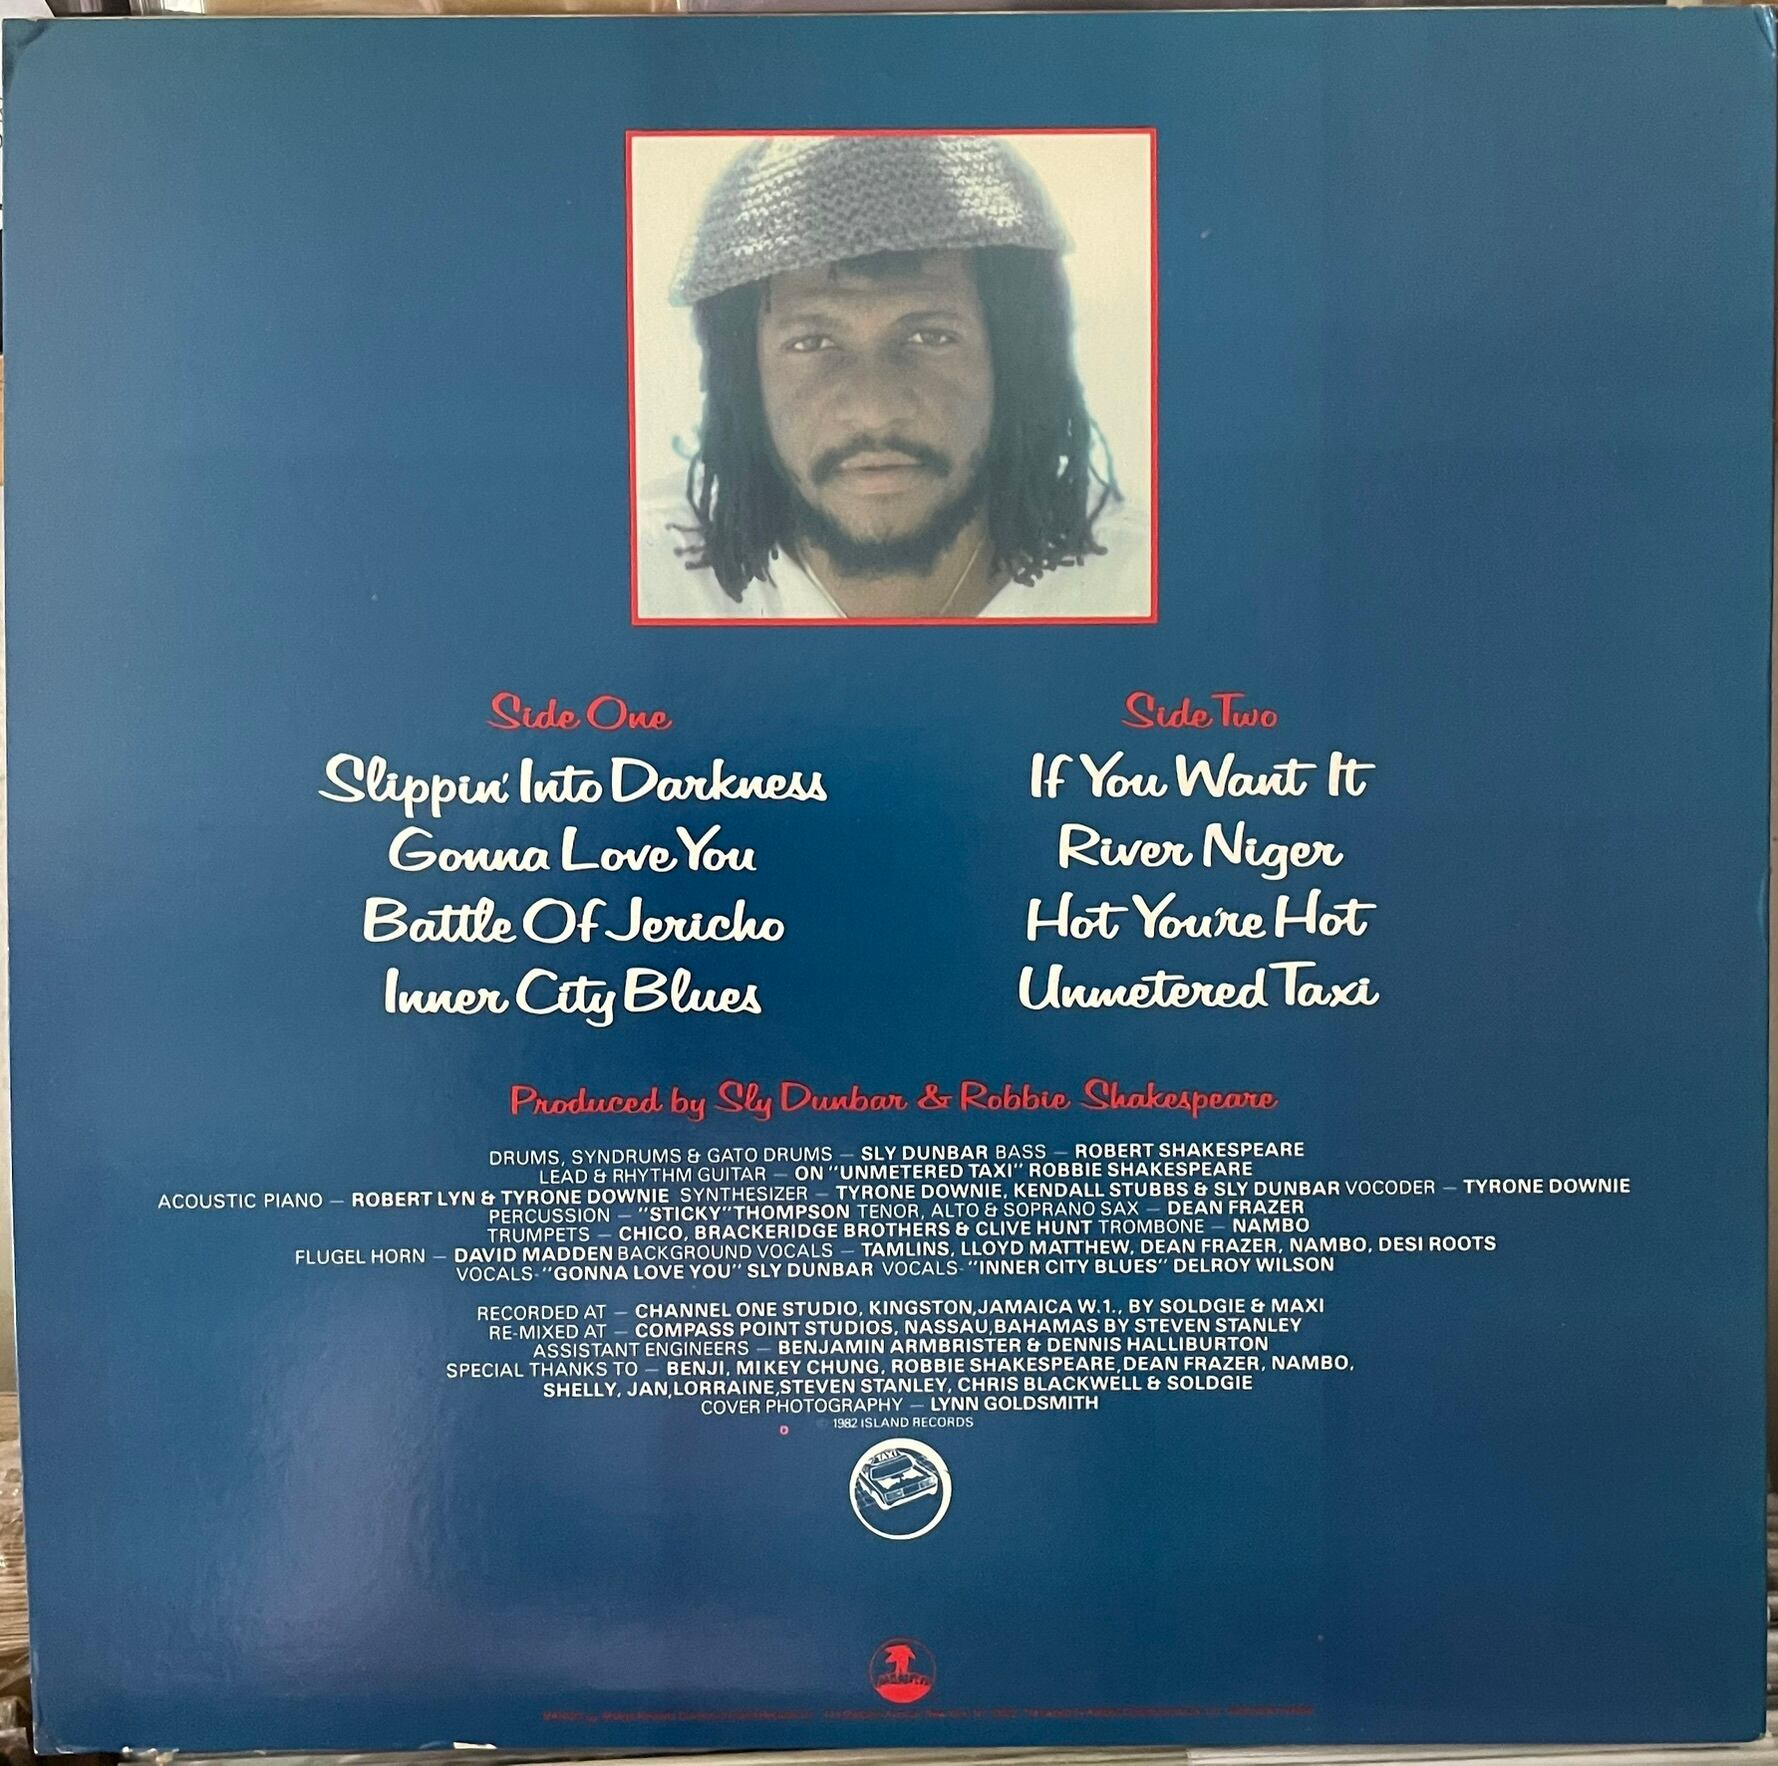 Side One
Slippin' Into Darkness
Gonna Love You
Battle Of Jericho
Inner City Blues
Side Two
If You Want It
River Niger
Hot You're Hot
Unmetered Taxi
Produced by Sly Dunbar & Robbie Shakespeare
DRUMS, SYNDRUMS & GATO DRUMS – SLY DUNBAR BASS – ROBERT SHAKESPEARE
LEAD & RHYTHM GUITAR – ON "UNMETERED TAXI" ROBBIE SHAKESPEARE
ACOUSTIC PIANO – ROBERT LYN & TYRONE DOWNIE SYNTHESIZER – TYRONE DOWNIE, KENDALL STUBBS & SLY DUNBAR VOCODER – TYRONE DOWNIE
PERCUSSION – "STICKY" THOMPSON TENOR, ALTO & SOPRANO SAX – DEAN FRAZER
TRUMPETS – CHICO, BRACKERIDGE BROTHERS & CLIVE HUNT TROMBONE – NAMBO
FLUGEL HORN – DAVID MADDEN BACKGROUND VOCALS – TAMLINS, LLOYD MATTHEW, DEAN FRAZER, NAMBO, DESI ROOTS
VOCALS-"GONNA LOVE YOU" SLY DUNBAR VOCALS-"INNER CITY BLUES" DELROY WILSON
RECORDED AT – CHANNEL ONE STUDIO, KINGSTON, JAMAICA W.1., BY SOLDGIE & MAXI
RE-MIXED AT – COMPASS POINT STUDIOS, NASSAU, BAHAMAS BY STEVEN STANLEY
ASSISTANT ENGINEERS – BENJAMIN ARMBRISTER & DENNIS HALLIBURTON
SPECIAL THANKS TO – BENJI, MIKEY CHUNG, ROBBIE SHAKESPEARE, DEAN FRAZER, NAMBO,
SHELLY, JAN, LORRAINE, STEVEN STANLEY, CHRIS BLACKWELL & SOLDGIE
COVER PHOTOGRAPHY – LYNN GOLDSMITH
© 1982 ISLAND RECORDS
TAXI